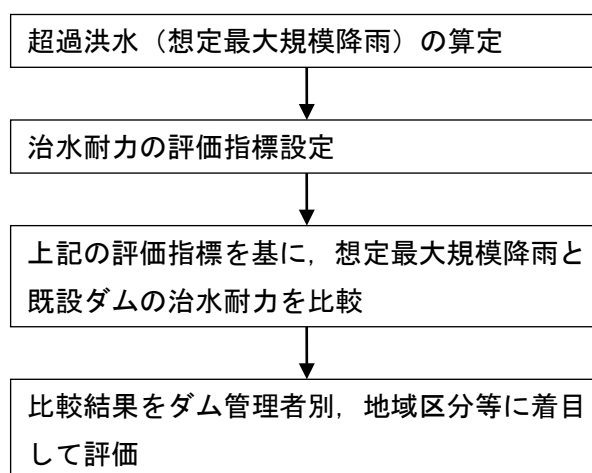 超過洪水（想定最大規模降雨）の算定
治水耐力の評価指標設定
上記の評価指標を基に，想定最大規模降雨と
既設ダムの治水耐力を比較
比較結果をダム管理者別，地域区分等に着目
して評価